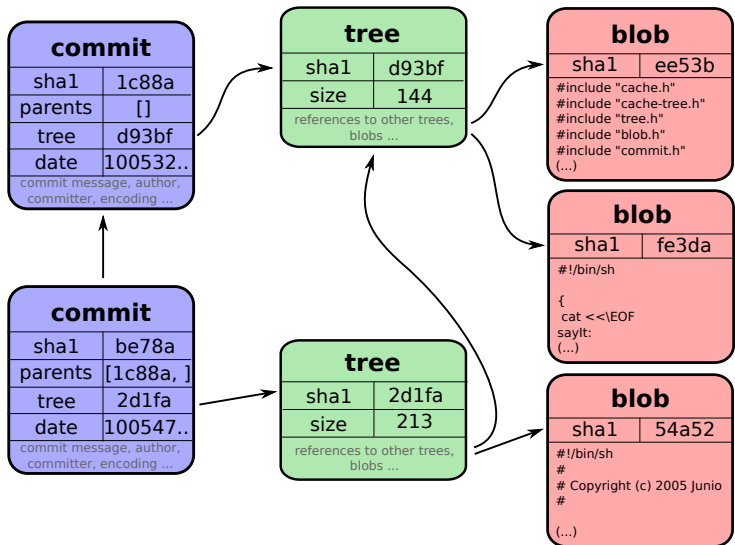 commit
sha1 1c88a
parents []
tree d93bf
date 100532..
commit message, author,
committer, encoding ...
tree
sha1 d93bf
size 144
references to other trees,
blobs ...
blob
sha1 ee53b
#include "cache.h"
#include "cache-tree.h"
#include "tree.h"
#include "blob.h"
#include "commit.h"
(...)
blob
sha1 fe3da
#!/bin/sh
{
cat <<\EOF
sayIt:
(...)
commit
sha1 be78a
parents [1c88a, ]
tree 2d1fa
date 100547..
commit message, author,
committer, encoding ...
tree
sha1 2d1fa
size 213
references to other trees,
blobs ...
blob
sha1 54a52
#!/bin/sh
#
# Copyright (c) 2005 Junio
#
(...)